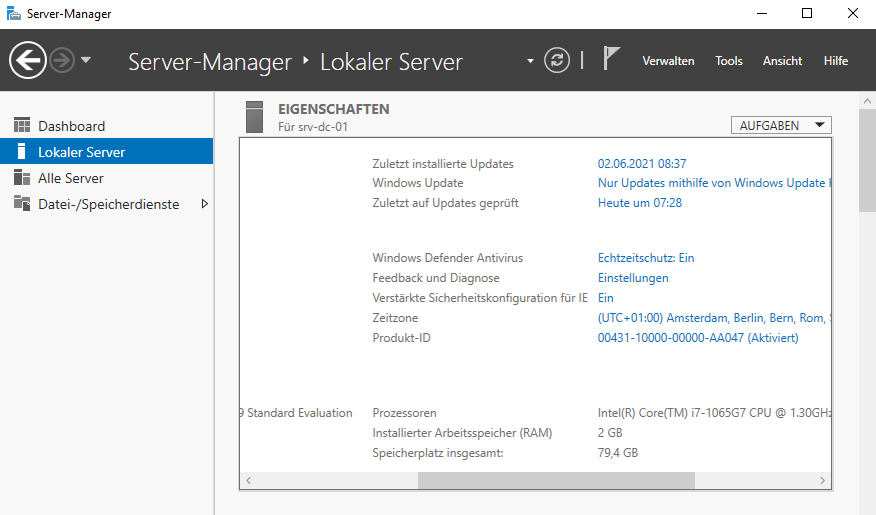 Server-Manager
Server-Manager Lokaler Server
Verwalten Tools Ansicht Hilfe
Dashboard
Lokaler Server
Alle Server
Datei-/Speicherdienste
EIGENSCHAFTEN
Für srv-dc-01
AUFGABEN
Zuletzt installierte Updates 02.06.2021 08:37
Windows Update Nur Updates mithilfe von Windows Update
Zuletzt auf Updates geprüft Heute um 07:28
Windows Defender Antivirus Echtzeitschutz: Ein
Feedback und Diagnose Einstellungen
Verstärkte Sicherheitskonfiguration für IE Ein
Zeitzone (UTC+01:00) Amsterdam, Berlin, Bern, Rom,
Produkt-ID 00431-10000-00000-AA047 (Aktiviert)
9 Standard Evaluation Prozessoren Intel(R) Core(TM) i7-1065G7 CPU @ 1.30GHz
Installierter Arbeitsspeicher (RAM) 2 GB
Speicherplatz insgesamt: 79,4 GB